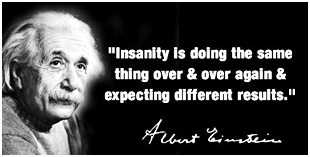 "Insanity is doing the same
thing over & over again &
expecting different results."
Albert Einstein